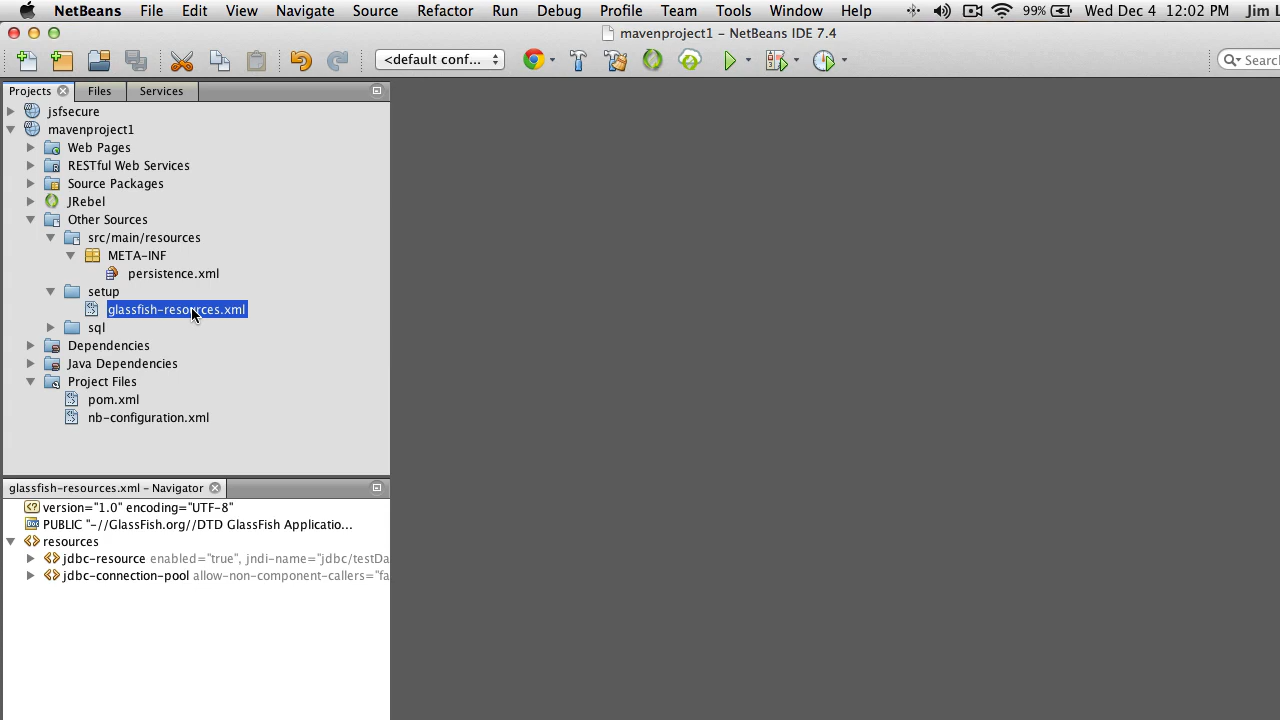 NetBeans File Edit View Navigate Source Refactor Run Debug Profile Team Tools Window Help 99% Wed Dec 4 12:02 PM Jim L
mavenproject1 – NetBeans IDE 7.4
<default conf... Searc
Projects Files Services
jsfsecure
mavenproject1
Web Pages
RESTful Web Services
Source Packages
JRebel
Other Sources
src/main/resources
META-INF
persistence.xml
setup
glassfish-resources.xml
sql
Dependencies
Java Dependencies
Project Files
pom.xml
nb-configuration.xml
glassfish-resources.xml – Navigator
version="1.0" encoding="UTF-8"
PUBLIC "-//GlassFish.org//DTD GlassFish Applicatio...
resources
jdbc-resource enabled="true", jndi-name="jdbc/testDa
jdbc-connection-pool allow-non-component-callers="fa